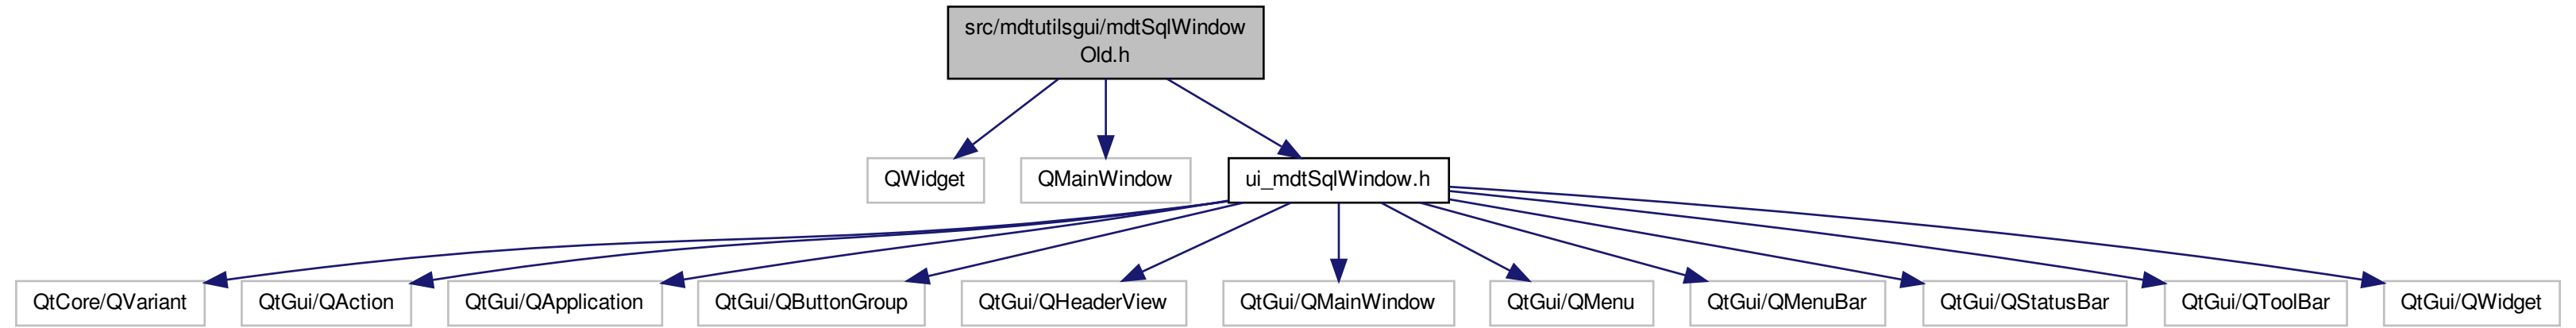 src/mdtutilsgui/mdtSqlWindow
Old.h
QWidget
QMainWindow
ui_mdtSqlWindow.h
QtCore/QVariant
QtGui/QAction
QtGui/QApplication
QtGui/QButtonGroup
QtGui/QHeaderView
QtGui/QMainWindow
QtGui/QMenu
QtGui/QMenuBar
QtGui/QStatusBar
QtGui/QToolBar
QtGui/QWidget